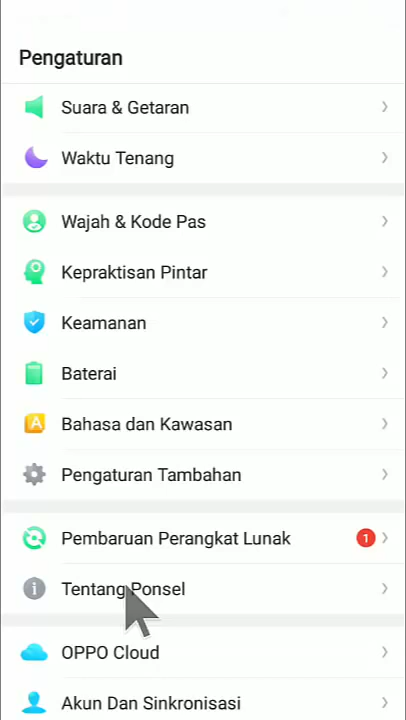 Pengaturan
Suara & Getaran
Waktu Tenang
Wajah & Kode Pas
Kepraktisan Pintar
Keamanan
Baterai
Bahasa dan Kawasan
Pengaturan Tambahan
Pembaruan Perangkat Lunak 1
Tentang Ponsel
OPPO Cloud
Akun Dan Sinkronisasi